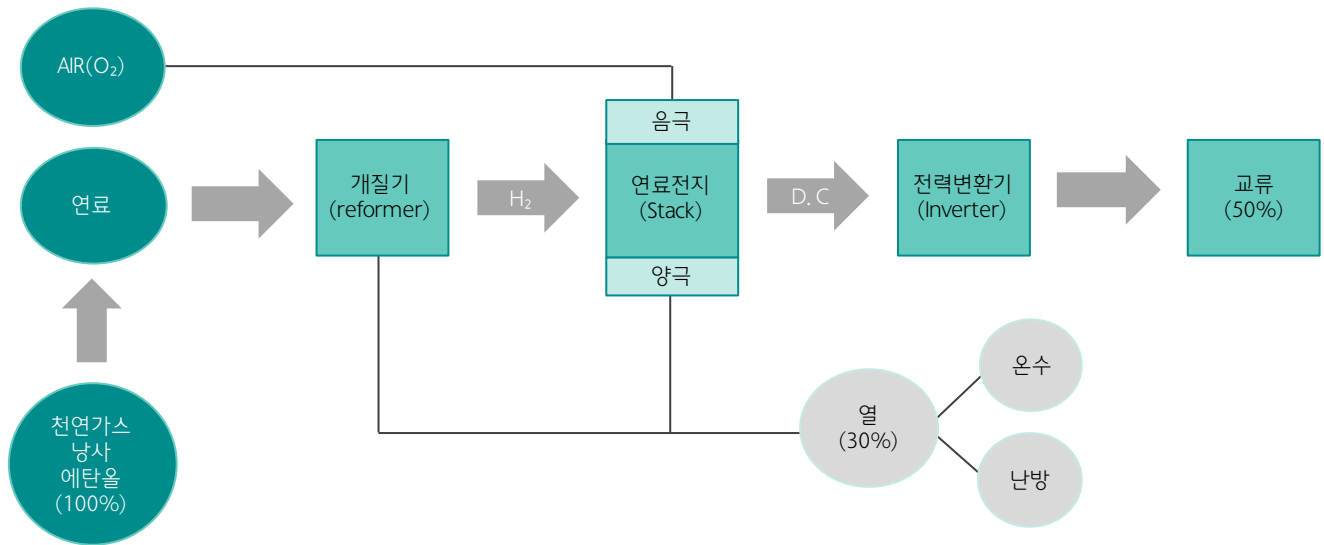 AIR(O₂)
음극
연료
개질기
(reformer)
H₂
연료전지
(Stack)
D.C
전력변환기
(Inverter)
교류
(50%)
양극
천연가스
낭사
에탄올
(100%)
열
(30%)
온수
난방